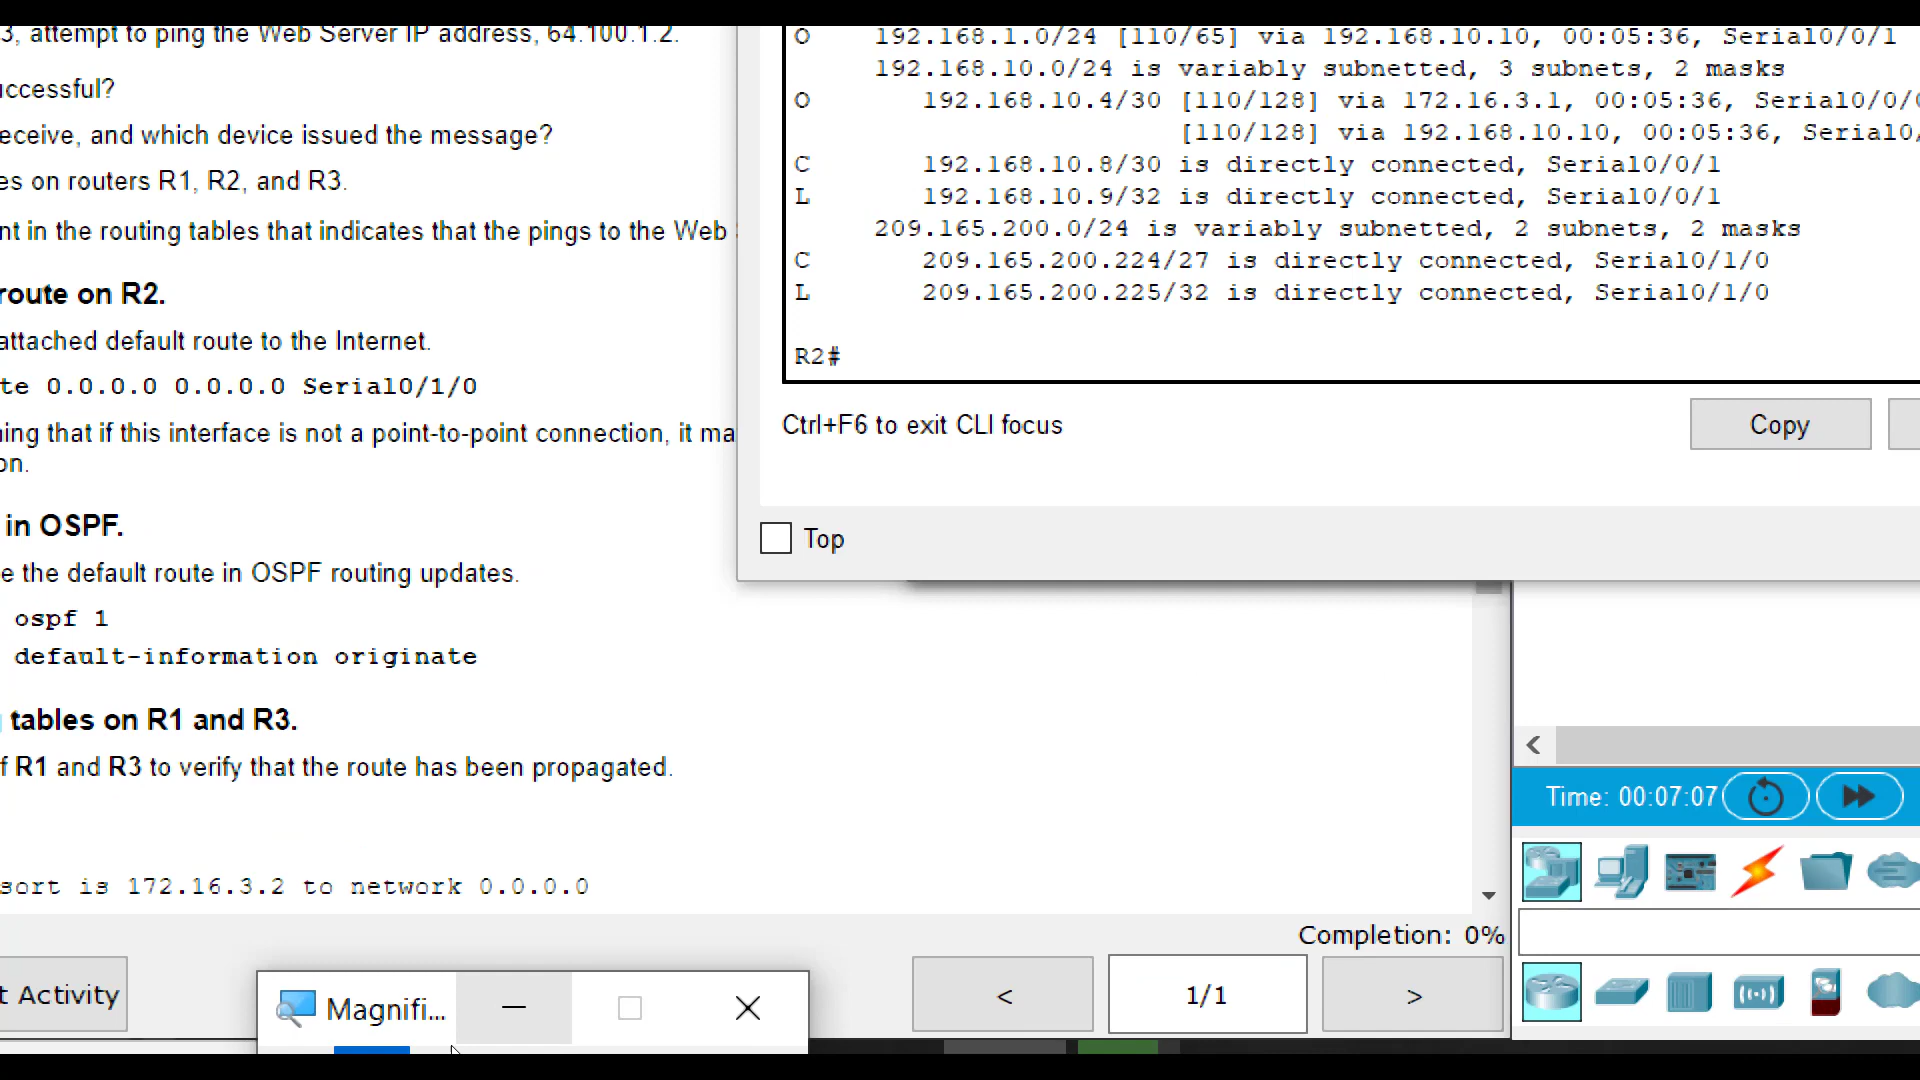 3, attempt to ping the Web Server IP address, 64.100.1.2.
uccessful?
eceive, and which device issued the message?
es on routers R1, R2, and R3.
nt in the routing tables that indicates that the pings to the Web
route on R2.
attached default route to the Internet.
te 0.0.0.0 0.0.0.0 Serial0/1/0
ing that if this interface is not a point-to-point connection, it ma
on.
in OSPF.
e the default route in OSPF routing updates.
ospf 1
default-information originate
tables on R1 and R3.
f R1 and R3 to verify that the route has been propagated.
sort is 172.16.3.2 to network 0.0.0.0
O 192.168.1.0/24 [110/65] via 192.168.10.10, 00:05:36, Serial0/0/1
192.168.10.0/24 is variably subnetted, 3 subnets, 2 masks
O 192.168.10.4/30 [110/128] via 172.16.3.1, 00:05:36, Serial0/0/0
[110/128] via 192.168.10.10, 00:05:36, Serial0/
C 192.168.10.8/30 is directly connected, Serial0/0/1
L 192.168.10.9/32 is directly connected, Serial0/0/1
209.165.200.0/24 is variably subnetted, 2 subnets, 2 masks
C 209.165.200.224/27 is directly connected, Serial0/1/0
L 209.165.200.225/32 is directly connected, Serial0/1/0
R2#
Ctrl+F6 to exit CLI focus
Copy
Top
Time: 00:07:07
Completion: 0%
t Activity
Magnifi...
<
1/1
>